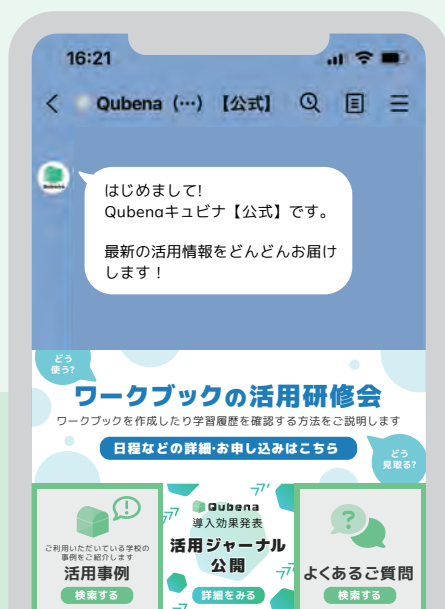 16:21
Qubena（…）【公式】
Qubena
はじめまして!
Qubenaキュビナ【公式】です。
最新の活用情報をどんどんお届け
します！
どう
使う?
ワークブックの活用研修会
ワークブックを作成したり学習履歴を確認する方法をご説明します
日程などの詳細·お申し込みはこちら
どう
見取る?
ご利用いただいている学校の
事例をご紹介します
活用事例
検索する
Qubena
導入効果発表
活用ジャーナル
公開
詳細をみる
?
よくあるご質問
検索する